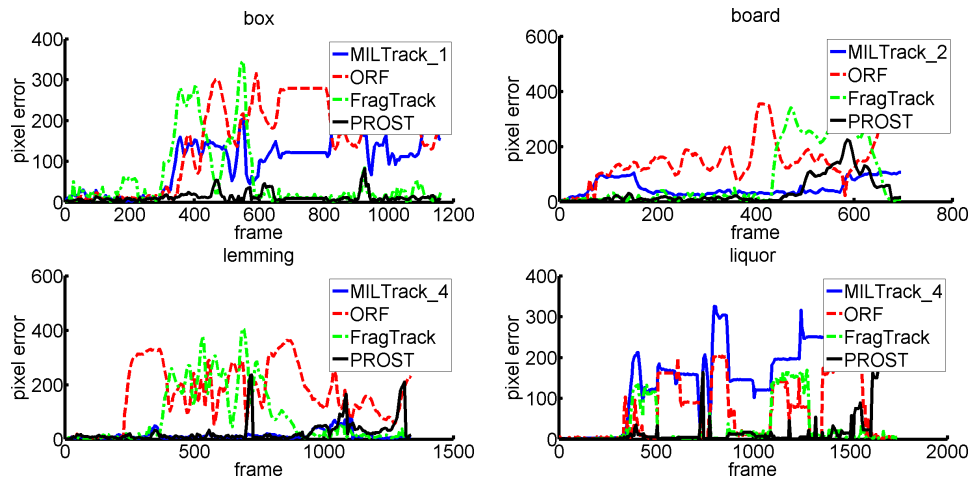 box
400
300
200
100
0
pixel error
0 200 400 600 800 1000 1200
frame
MILTrack_1
ORF
FragTrack
PROST
board
600
400
200
0
pixel error
0 200 400 600 800
frame
MILTrack_2
ORF
FragTrack
PROST
lemming
600
400
200
0
pixel error
0 500 1000 1500
frame
MILTrack_4
ORF
FragTrack
PROST
liquor
400
300
200
100
0
pixel error
0 500 1000 1500 2000
frame
MILTrack_4
ORF
FragTrack
PROST